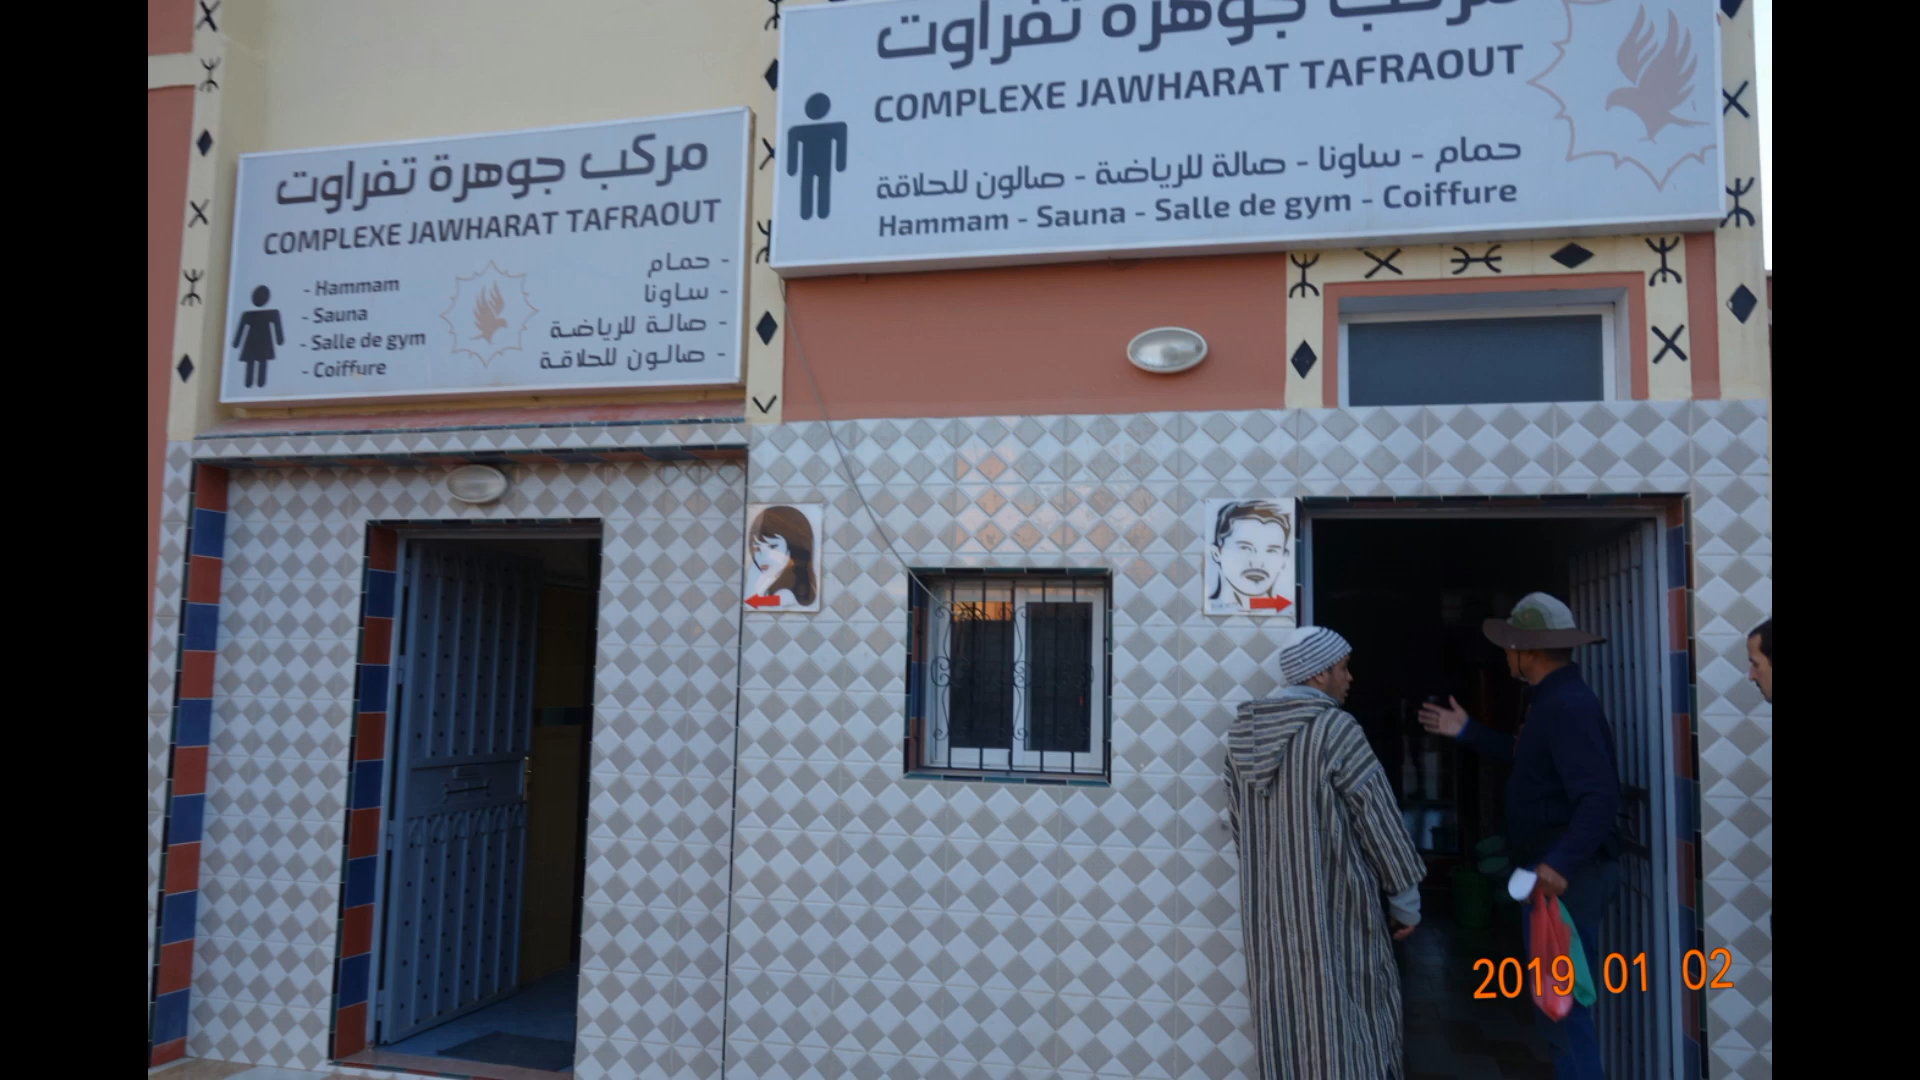 مركب جوهرة تفراوت
COMPLEXE JAWHARAT TAFRAOUT
- Hammam
- Sauna
- Salle de gym
- Coiffure
- حمام
- ساونا
- صالة للرياضة
- صالون للحلاقة
مركب جوهرة تفراوت
COMPLEXE JAWHARAT TAFRAOUT
حمام - ساونا - صالة للرياضة - صالون للحلاقة
Hammam - Sauna - Salle de gym - Coiffure
2019 01 02